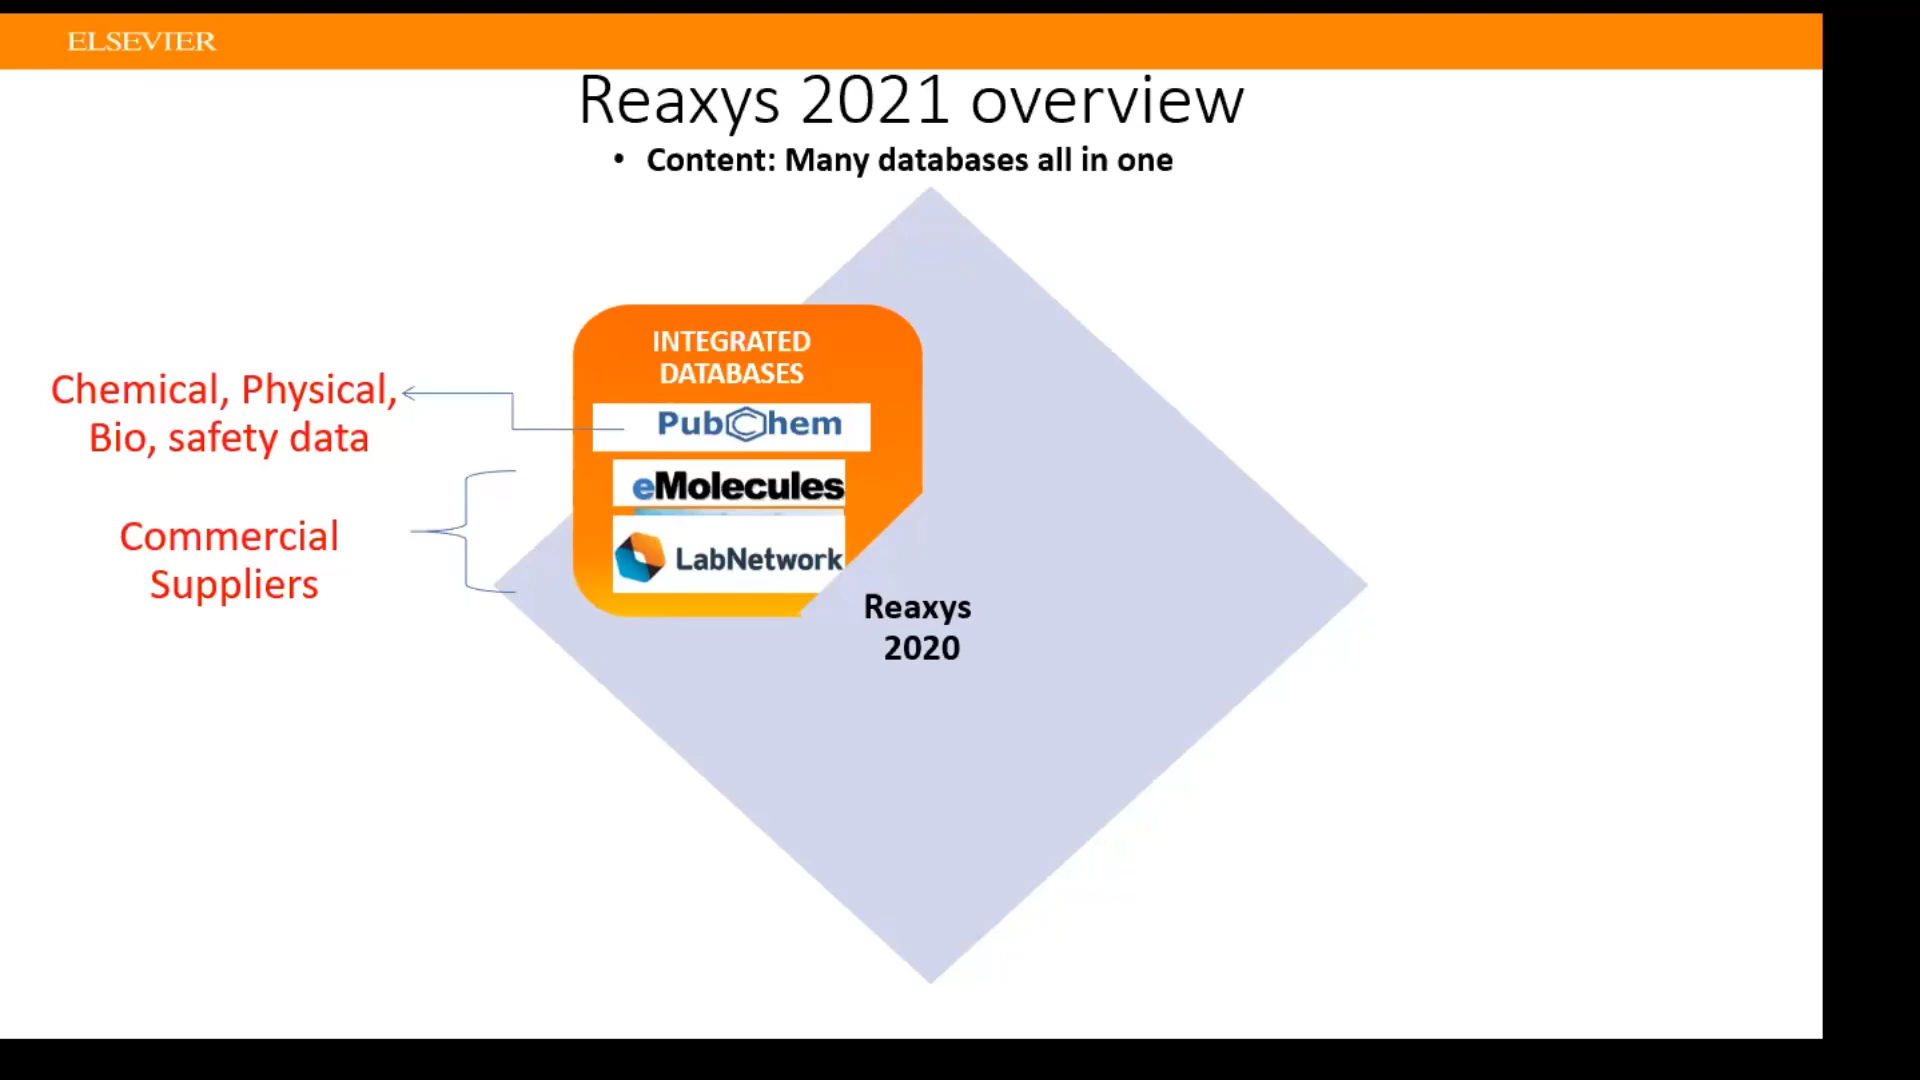 ELSEVIER
Reaxys 2021 overview
• Content: Many databases all in one
INTEGRATED
DATABASES
PubChem
eMolecules
LabNetwork
Chemical, Physical,
Bio, safety data
Commercial
Suppliers
Reaxys
2020